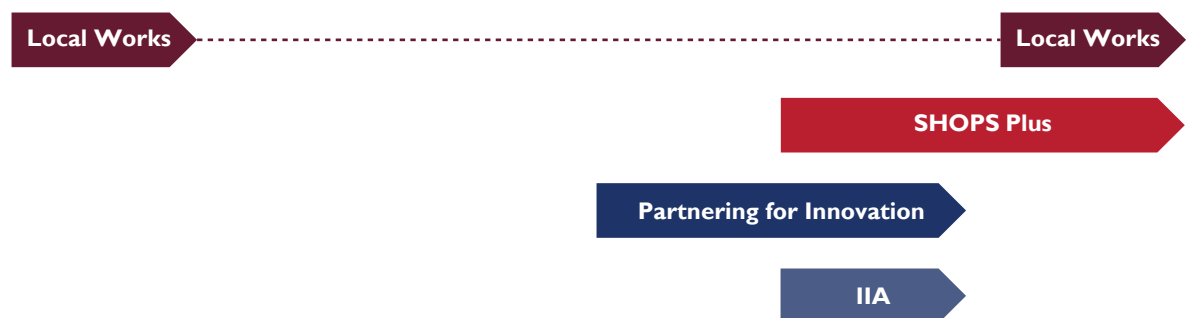 Local Works
Local Works
SHOPS Plus
Partnering for Innovation
IIA